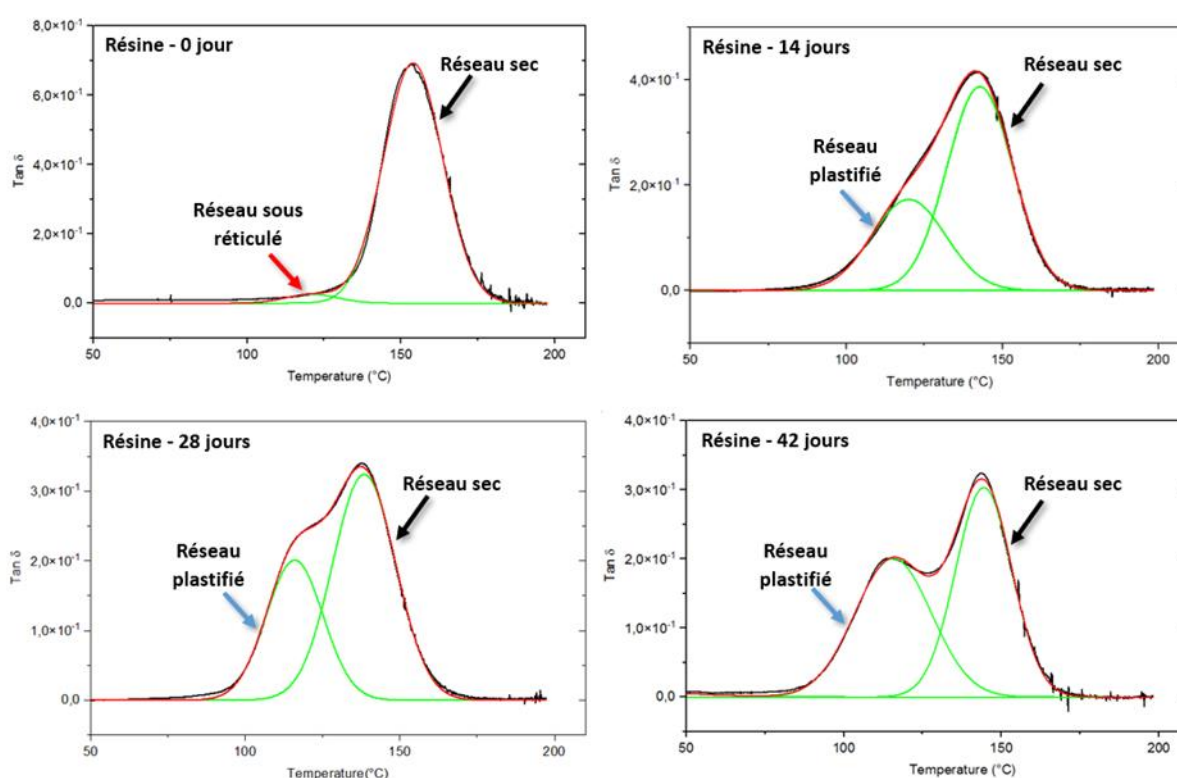 Résine - 0 jour
8,0×10⁻¹
6,0×10⁻¹
4,0×10⁻¹
2,0×10⁻¹
0,0
Tan δ
Réseau sec
Réseau sous
réticulé
50
100
150
200
Temperature (°C)
Résine - 14 jours
4,0×10⁻¹
2,0×10⁻¹
0,0
Tan δ
Réseau sec
Réseau
plastifié
50
100
150
200
Temperature (°C)
Résine - 28 jours
4,0×10⁻¹
3,0×10⁻¹
2,0×10⁻¹
1,0×10⁻¹
0,0
Tan δ
Réseau sec
Réseau
plastifié
50
100
150
200
Temperature(°C)
Résine - 42 jours
4,0×10⁻¹
3,0×10⁻¹
2,0×10⁻¹
1,0×10⁻¹
0,0
Tan δ
Réseau sec
Réseau
plastifié
50
100
150
200
Temperature (°C)